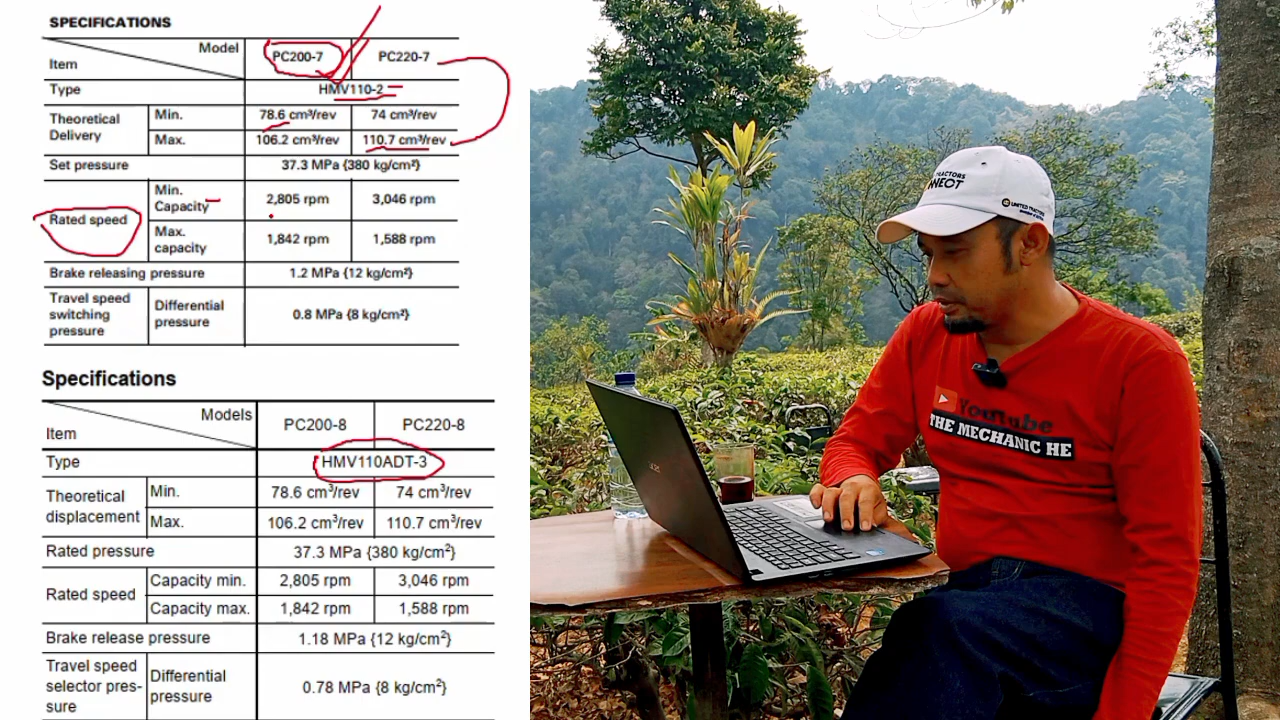 SPECIFICATIONS
Model
Item
PC200-7
PC220-7
Type
HMV110-2
Theoretical Delivery
Min.
78.6 cm³/rev
74 cm³/rev
Max.
106.2 cm³/rev
110.7 cm³/rev
Set pressure
37.3 MPa {380 kg/cm²}
Rated speed
Min. Capacity
2,805 rpm
3,046 rpm
Max. capacity
1,842 rpm
1,588 rpm
Brake releasing pressure
1.2 MPa {12 kg/cm²}
Travel speed switching pressure
Differential pressure
0.8 MPa {8 kg/cm²}
Specifications
Models
Item
PC200-8
PC220-8
Type
HMV110ADT-3
Theoretical displacement
Min.
78.6 cm³/rev
74 cm³/rev
Max.
106.2 cm³/rev
110.7 cm³/rev
Rated pressure
37.3 MPa {380 kg/cm²}
Rated speed
Capacity min.
2,805 rpm
3,046 rpm
Capacity max.
1,842 rpm
1,588 rpm
Brake release pressure
1.18 MPa {12 kg/cm²}
Travel speed selector pres- sure
Differential pressure
0.78 MPa {8 kg/cm²}
UNITED TRACTORS
Youtube
THE MECHANIC HE